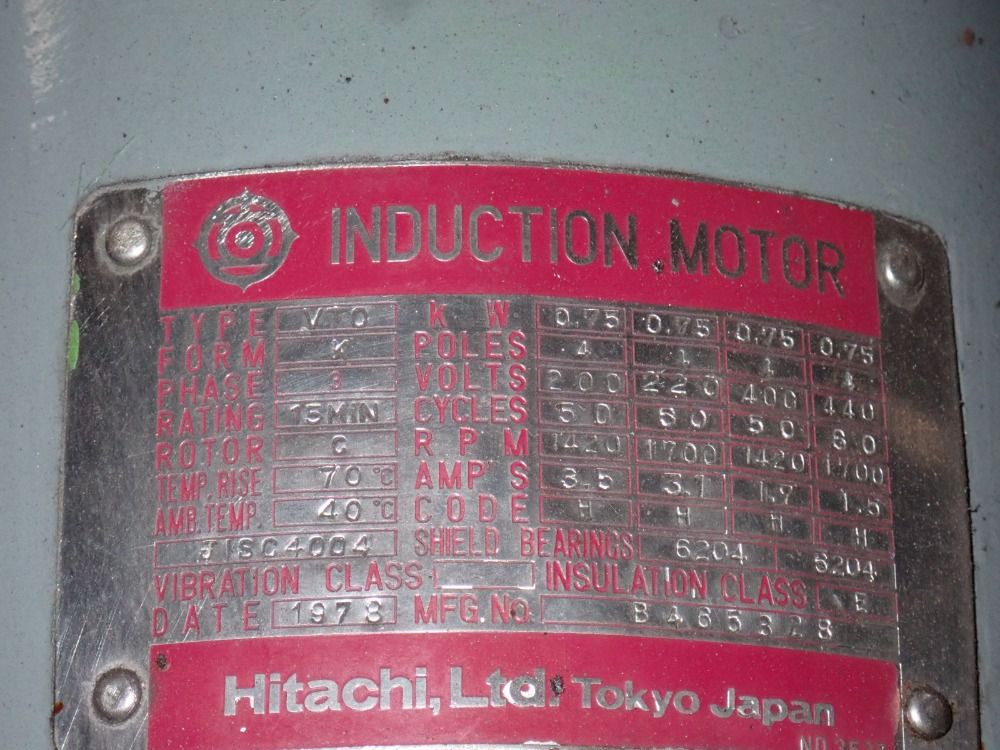 INDUCTION MOTOR
TYPE VTO KW 0.75 0.75 0.75 0.75
FORM K POLES 4 4 4 4
PHASE 3 VOLTS 200 220 400 440
RATING 15MIN CYCLES 50 60 50 60
ROTOR C RPM 1420 1700 1420 1700
TEMP. RISE 70°C AMP S 3.5 3.1 1.7 1.5
AMB. TEMP. 40°C CODE H H H H
JISC4004 SHIELD BEARINGS 6204 6204
VIBRATION CLASS INSULATION CLASS E
DATE 1978 MFG. NO. B465328
Hitachi, Ltd. Tokyo Japan